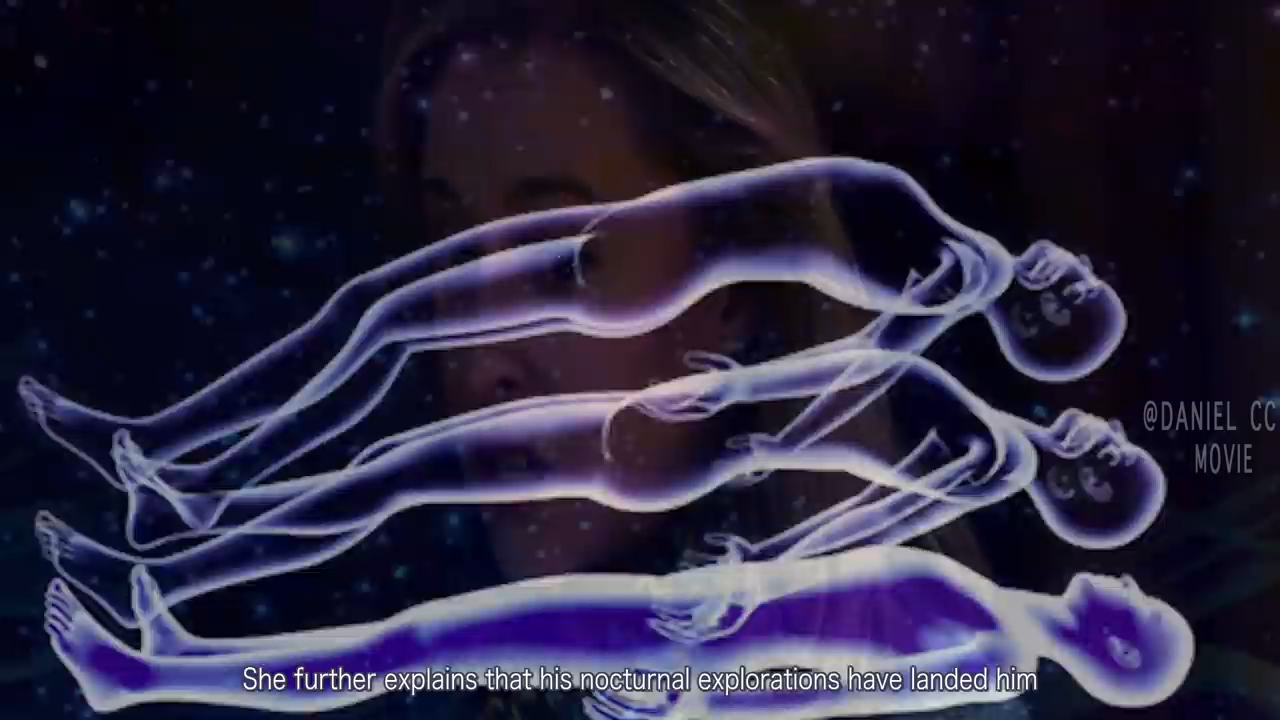 @DANIEL CC
MOVIE
She further explains that his nocturnal explorations have landed him